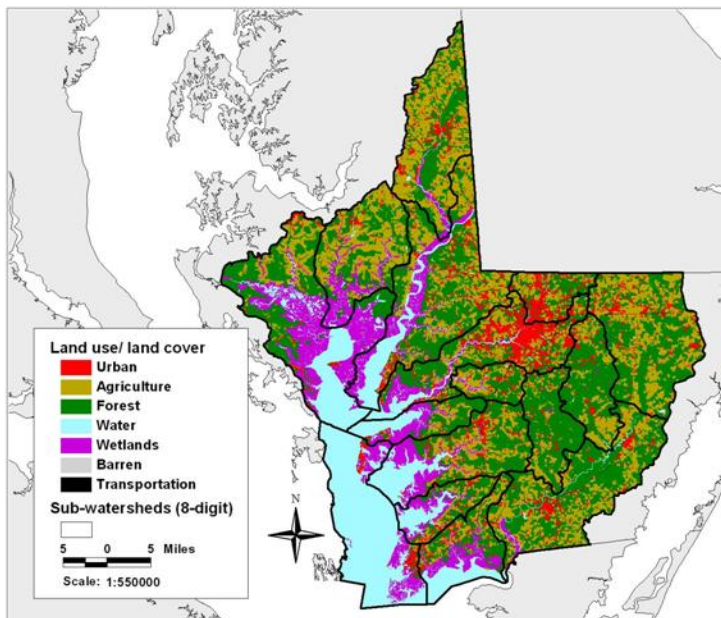 Land use/ land cover
Urban
Agriculture
Forest
Water
Wetlands
Barren
Transportation
Sub-watersheds (8-digit)
N
5 0 5 Miles
Scale: 1:550000